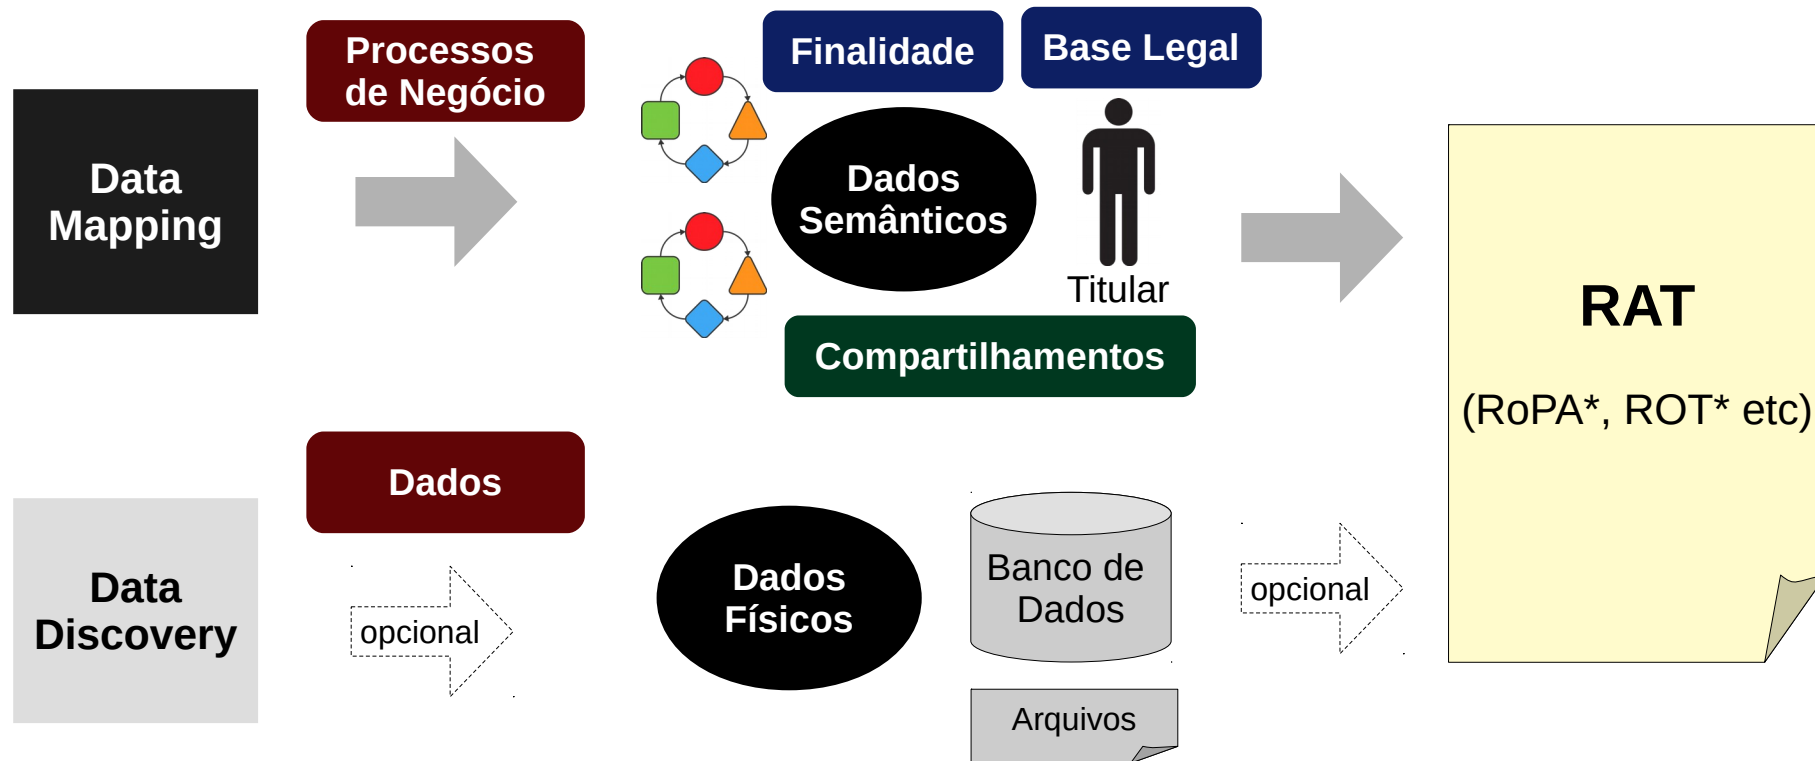 Data
Mapping
Processos
de Negócio
Finalidade
Base Legal
Dados
Semânticos
Titular
Compartilhamentos
RAT
(RoPA*, ROT* etc)
Data
Discovery
Dados
opcional
Dados
Físicos
Banco de
Dados
Arquivos
opcional